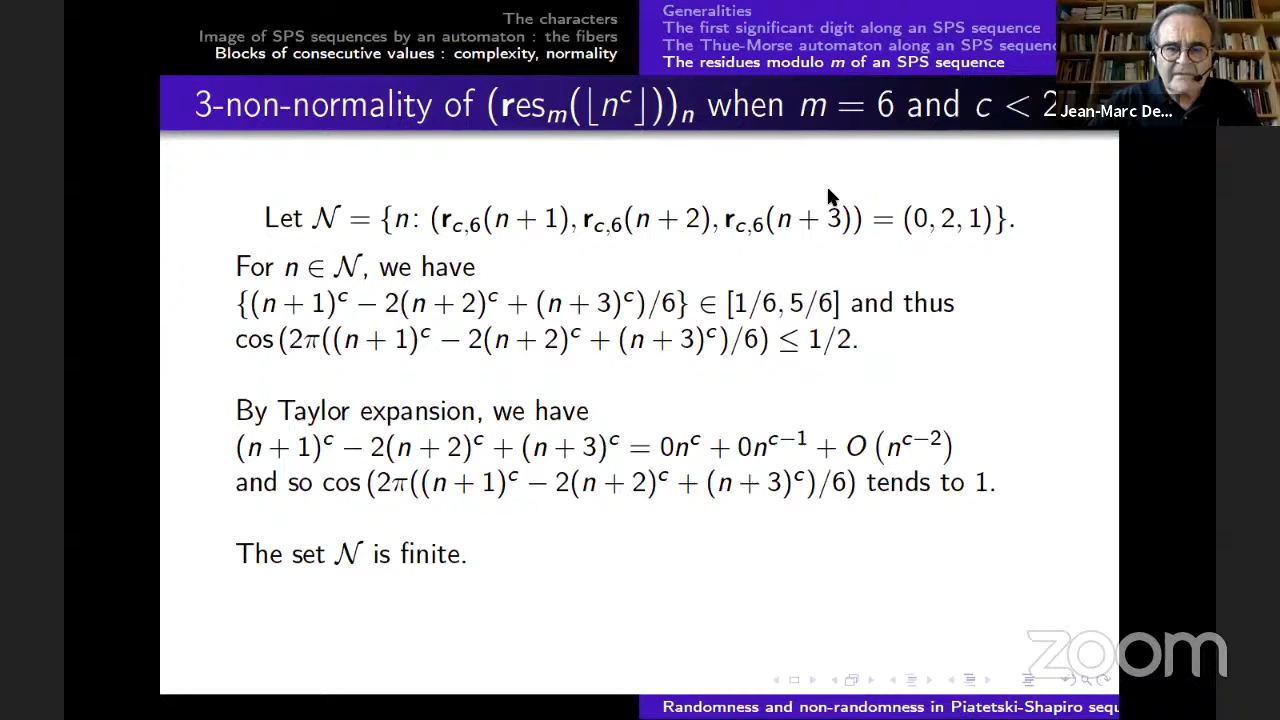 The characters
Image of SPS sequences by an automaton : the fibers
Blocks of consecutive values : complexity, normality
Generalities
The first significant digit along an SPS sequence
The Thue-Morse automaton along an SPS sequenc
The residues modulo m of an SPS sequence
3-non-normality of (res_m(⌊n^c⌋))_n when m = 6 and c < 2
Jean-Marc De...
Let 𝒩 = {n: (r_{c,6}(n + 1), r_{c,6}(n + 2), r_{c,6}(n + 3)) = (0, 2, 1)}.
For n ∈ 𝒩, we have
{(n + 1)^c − 2(n + 2)^c + (n + 3)^c)/6} ∈ [1/6, 5/6] and thus
cos (2π((n + 1)^c − 2(n + 2)^c + (n + 3)^c)/6) ≤ 1/2.
By Taylor expansion, we have
(n + 1)^c − 2(n + 2)^c + (n + 3)^c = 0n^c + 0n^{c−1} + O (n^{c−2})
and so cos (2π((n + 1)^c − 2(n + 2)^c + (n + 3)^c)/6) tends to 1.
The set 𝒩 is finite.
zoom
Randomness and non-randomness in Piatetski-Shapiro sequ